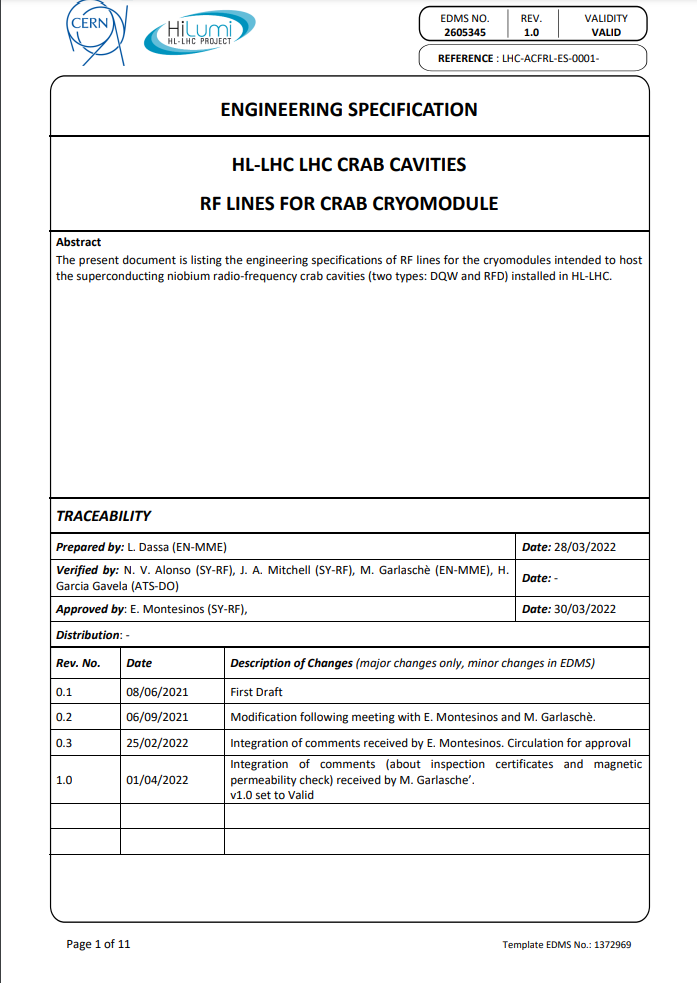 CERN
HiLumi
HL-LHC PROJECT
EDMS NO. REV. VALIDITY
2605345 1.0 VALID
REFERENCE : LHC-ACFRL-ES-0001-
ENGINEERING SPECIFICATION
HL-LHC LHC CRAB CAVITIES
RF LINES FOR CRAB CRYOMODULE
Abstract
The present document is listing the engineering specifications of RF lines for the cryomodules intended to host
the superconducting niobium radio-frequency crab cavities (two types: DQW and RFD) installed in HL-LHC.
TRACEABILITY
Prepared by: L. Dassa (EN-MME) Date: 28/03/2022
Verified by: N. V. Alonso (SY-RF), J. A. Mitchell (SY-RF), M. Garlaschè (EN-MME), H.
Garcia Gavela (ATS-DO) Date: -
Approved by: E. Montesinos (SY-RF), Date: 30/03/2022
Distribution: -
Rev. No. Date Description of Changes (major changes only, minor changes in EDMS)
0.1 08/06/2021 First Draft
0.2 06/09/2021 Modification following meeting with E. Montesinos and M. Garlaschè.
0.3 25/02/2022 Integration of comments received by E. Montesinos. Circulation for approval
1.0 01/04/2022 Integration of comments (about inspection certificates and magnetic
permeability check) received by M. Garlasche’.
v1.0 set to Valid
Page 1 of 11 Template EDMS No.: 1372969